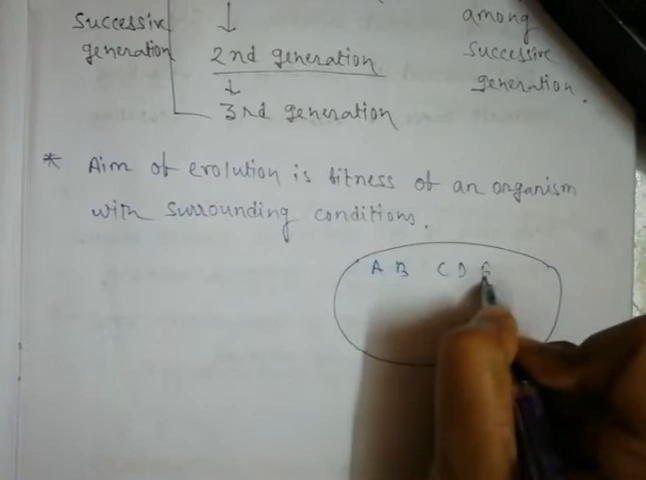 Successive
generation
↓
2nd generation
↓
3rd generation
among
successive
generation.
* Aim of evolution is fitness of an organism
with surrounding conditions.
A B C D